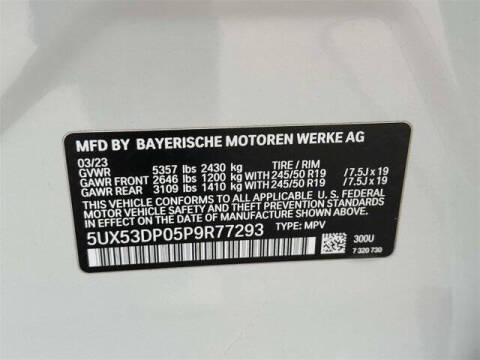 MFD BY BAYERISCHE MOTOREN WERKE AG
03/23
GVWR 5357 lbs 2430 kg TIRE / RIM
GAWR FRONT 2646 lbs 1200 kg ** 245/50 R19 / 7.5J x 19
GAWR REAR 3109 lbs 1410 kg ** 245/50 R19 / 7.5J x 19
THIS VEHICLE CONFORMS TO ALL APPLICABLE U. S. FEDERAL
MOTOR VEHICLE SAFETY, BUMPER, AND THEFT PREVENTION
STANDARDS IN EFFECT ON THE DATE OF MANUFACTURE SHOWN ABOVE.
5UX53DP05P9R77293 TYPE: MPV 300U
7 320 730